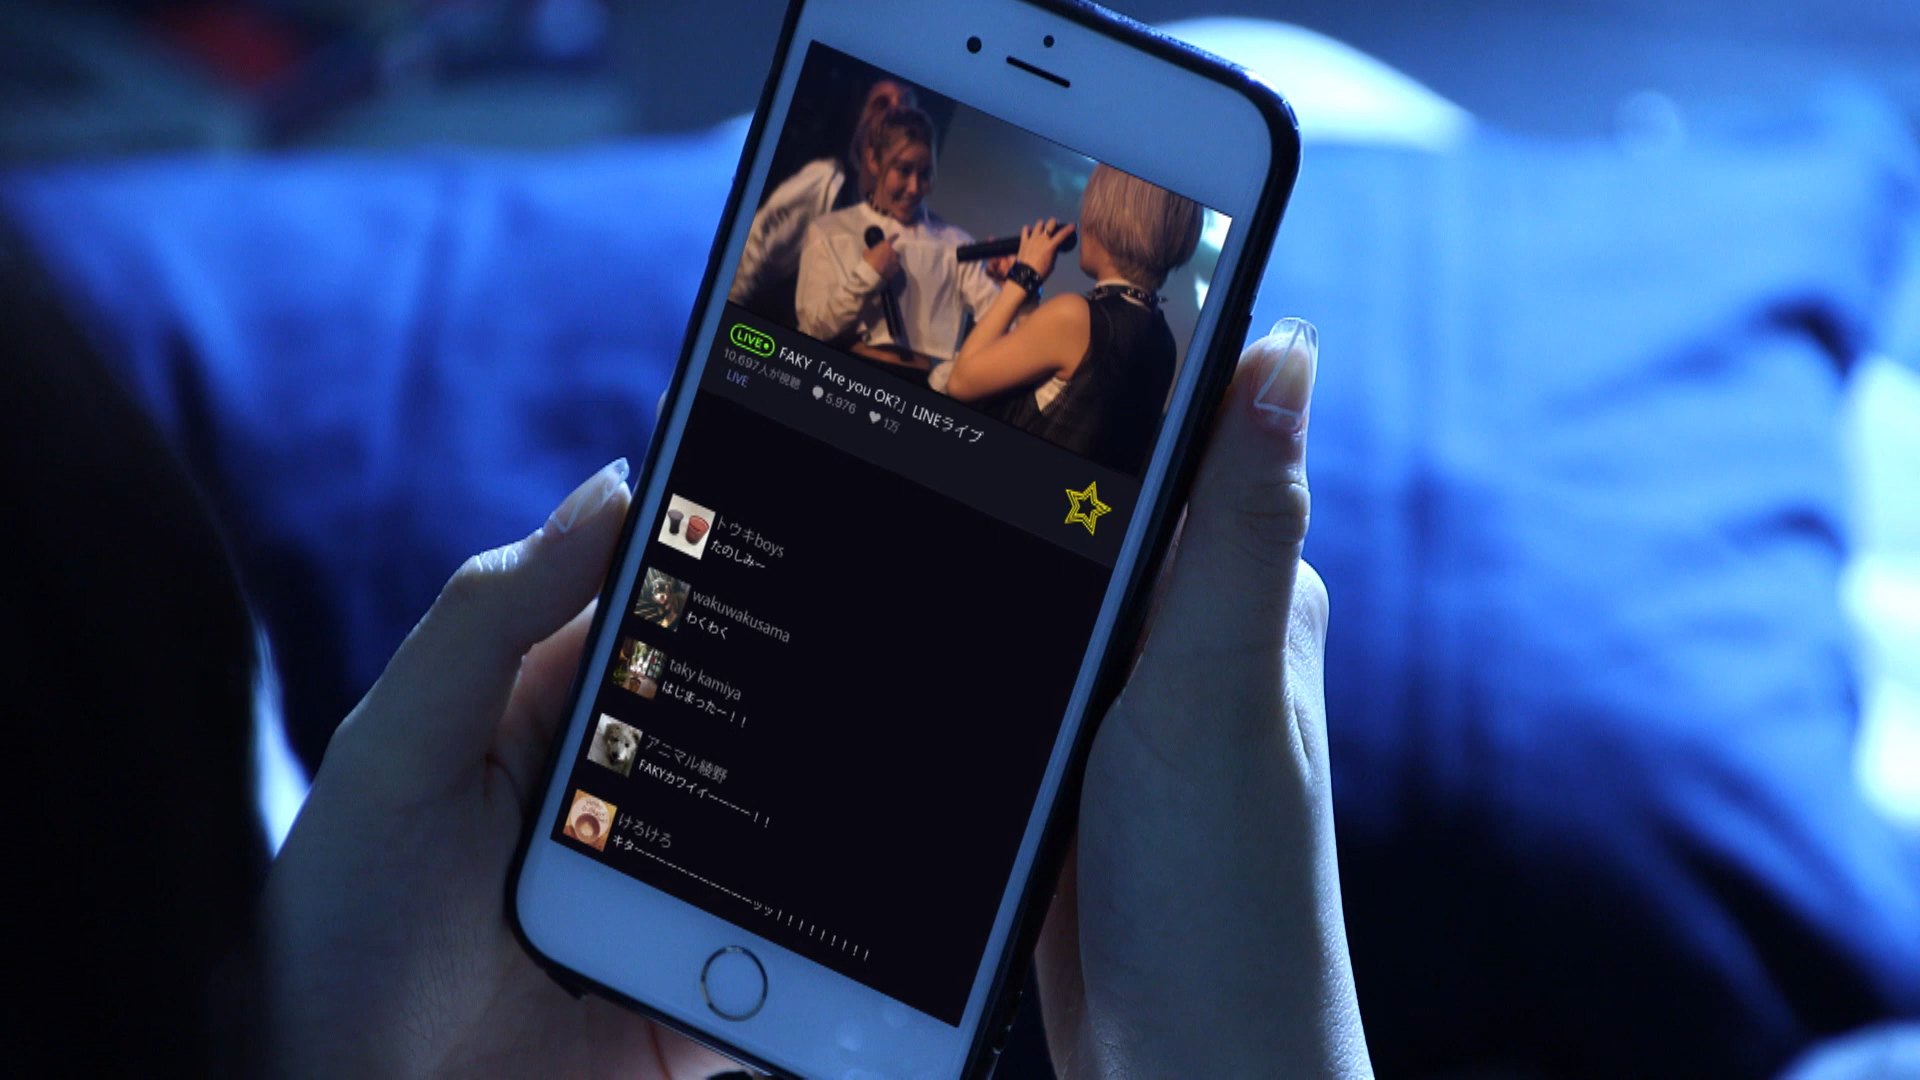 LIVE FAKY「Are you OK?」LINEライブ
10,697人が視聴 5,976 1万
LIVE
トウキboys
たのしみ〜
wakuwakusama
わくわく
taky kamiya
はじまった〜！！
アニマル綾野
FAKYカワイイ〜〜〜〜！！
けろけろ
キタ〜〜〜〜〜〜〜〜〜〜〜ッッ！！！！！！！！！